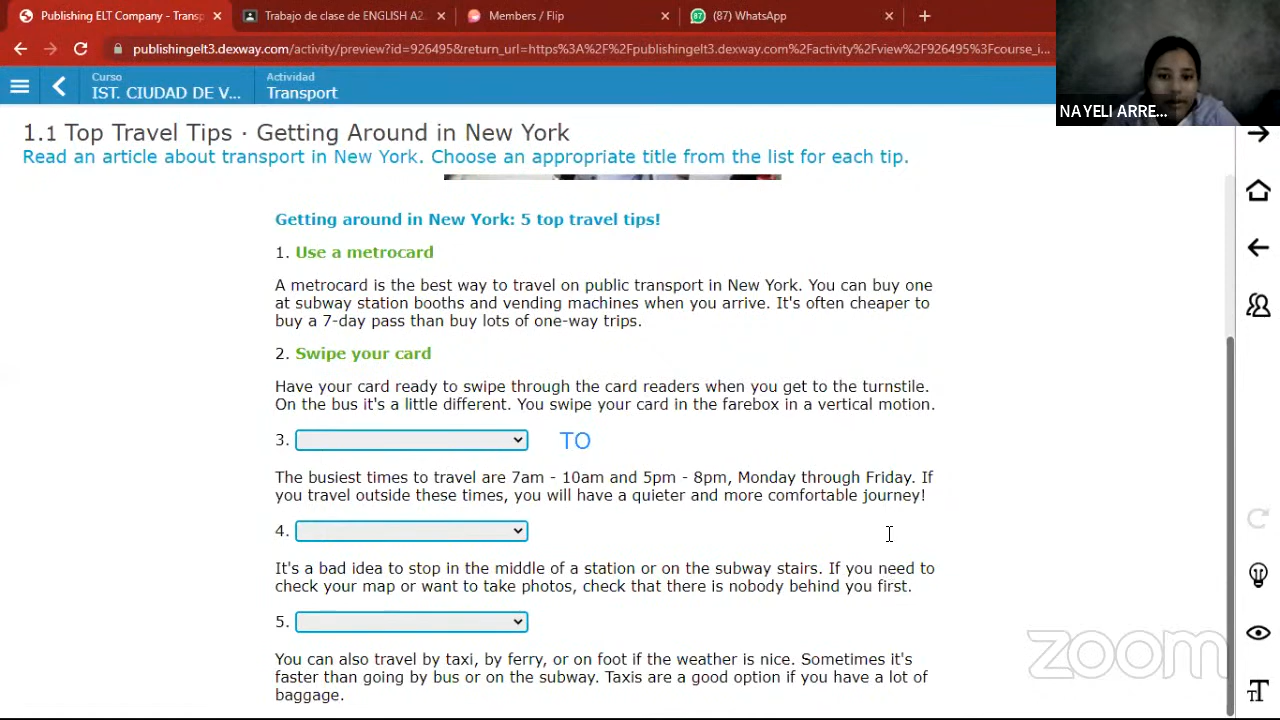 Publishing ELT Company - Transp
Trabajo de clase de ENGLISH A2
Members / Flip
87
(87) WhatsApp
publishingelt3.dexway.com/activity/preview?id=926495&return_url=https%3A%2F%2Fpublishingelt3.dexway.com%2Factivity%2Fview%2F926495%3Fcourse_i...
Curso
IST. CIUDAD DE V...
Actividad
Transport
NAYELI ARRE...
1.1 Top Travel Tips · Getting Around in New York
Read an article about transport in New York. Choose an appropriate title from the list for each tip.
Getting around in New York: 5 top travel tips!
1. Use a metrocard
A metrocard is the best way to travel on public transport in New York. You can buy one
at subway station booths and vending machines when you arrive. It's often cheaper to
buy a 7-day pass than buy lots of one-way trips.
2. Swipe your card
Have your card ready to swipe through the card readers when you get to the turnstile.
On the bus it's a little different. You swipe your card in the farebox in a vertical motion.
3. TO
The busiest times to travel are 7am - 10am and 5pm - 8pm, Monday through Friday. If
you travel outside these times, you will have a quieter and more comfortable journey!
4.
It's a bad idea to stop in the middle of a station or on the subway stairs. If you need to
check your map or want to take photos, check that there is nobody behind you first.
5.
You can also travel by taxi, by ferry, or on foot if the weather is nice. Sometimes it's
faster than going by bus or on the subway. Taxis are a good option if you have a lot of
baggage.
zoom
TT